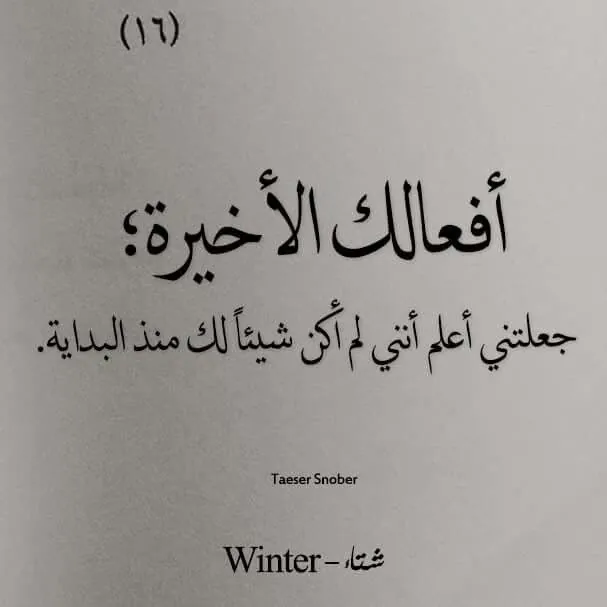 (١٦)
أفعالك الأخيرة؛
جعلتني أعلم أنني لم أكن شيئاً لك منذ البداية.
Taeser Snober
Winter – شتاء